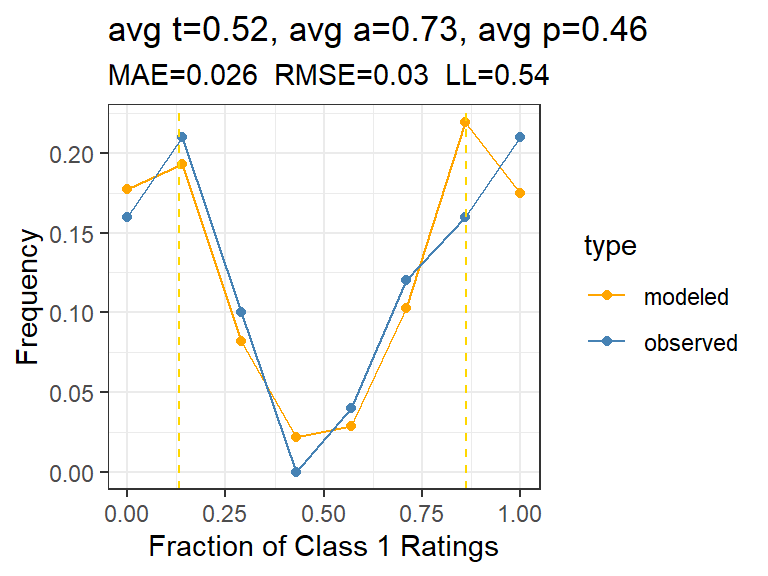 avg t=0.52, avg a=0.73, avg p=0.46
MAE=0.026  RMSE=0.03  LL=0.54
0.20
0.15
0.10
0.05
0.00
Frequency
0.00 0.25 0.50 0.75 1.00
Fraction of Class 1 Ratings
type
modeled
observed